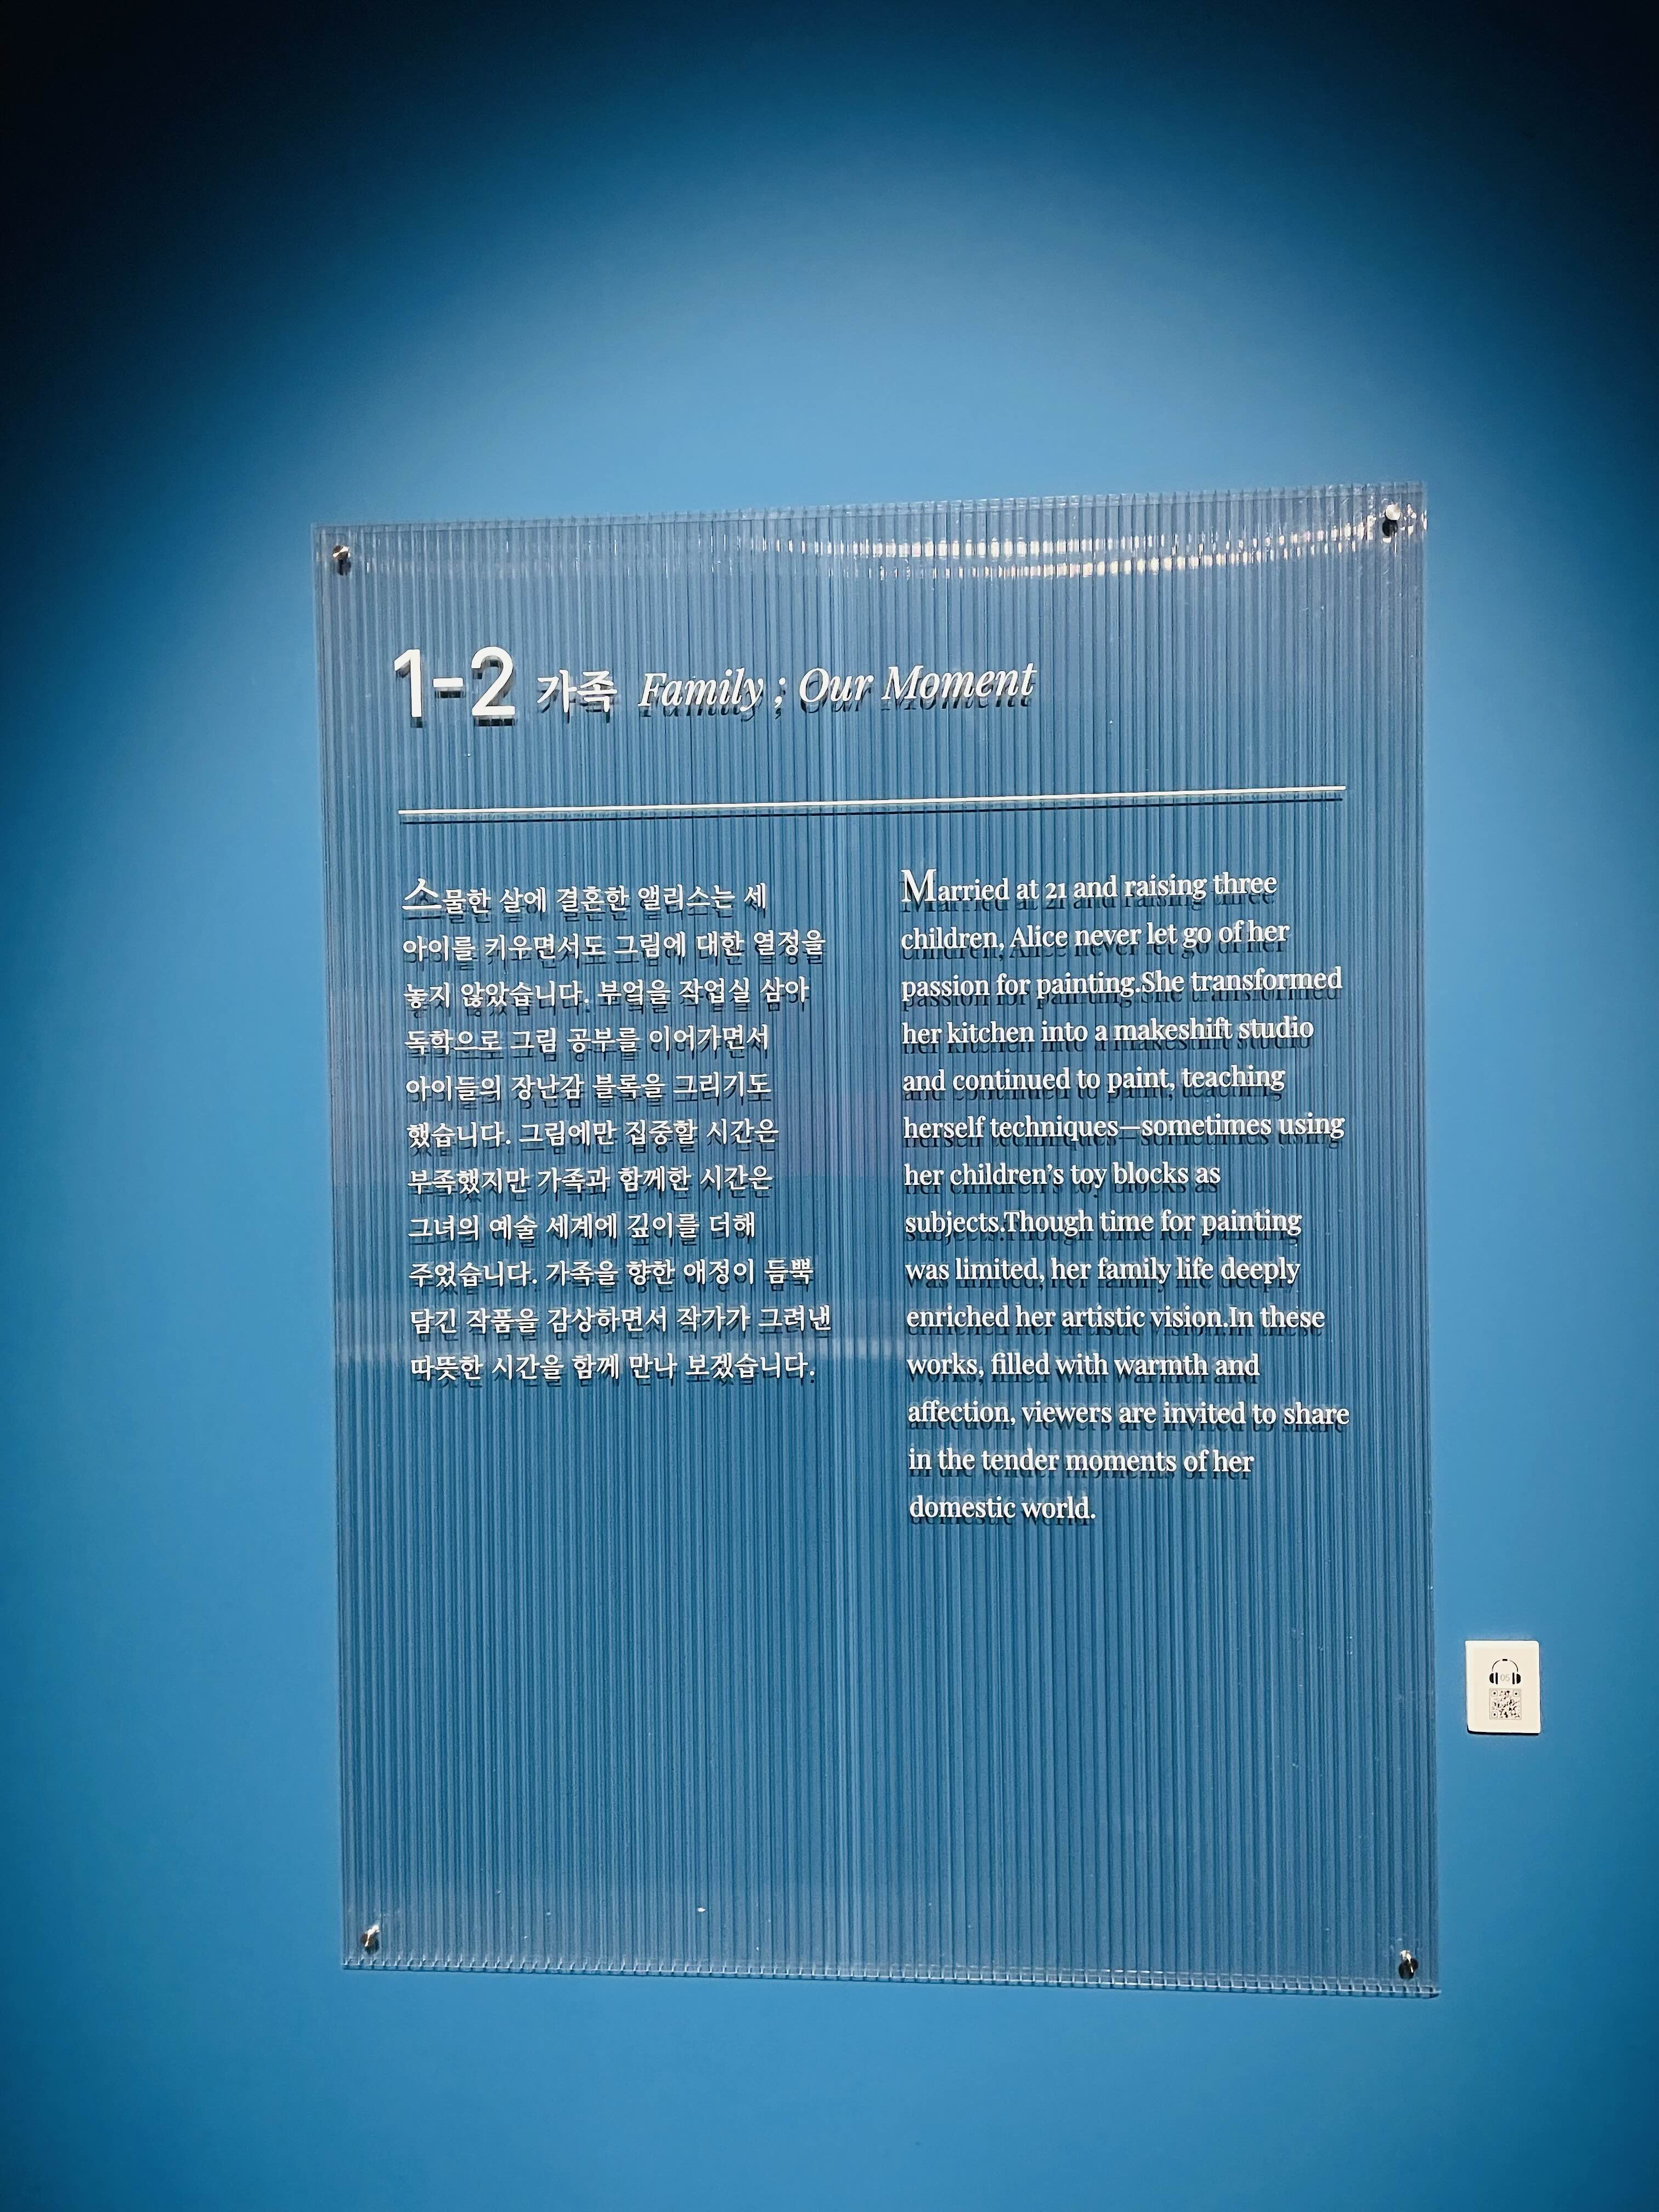 1-2 가족 Family ; Our Moment
스물한 살에 결혼한 앨리스는 세
아이를 키우면서도 그림에 대한 열정을
놓지 않았습니다. 부엌을 작업실 삼아
독학으로 그림 공부를 이어가면서
아이들의 장난감 블록을 그리기도
했습니다. 그림에만 집중할 시간은
부족했지만 가족과 함께한 시간은
그녀의 예술 세계에 깊이를 더해
주었습니다. 가족을 향한 애정이 듬뿍
담긴 작품을 감상하면서 작가가 그려낸
따뜻한 시간을 함께 만나 보겠습니다.
Married at 21 and raising three
children, Alice never let go of her
passion for painting.She transformed
her kitchen into a makeshift studio
and continued to paint, teaching
herself techniques—sometimes using
her children’s toy blocks as
subjects.Though time for painting
was limited, her family life deeply
enriched her artistic vision.In these
works, filled with warmth and
affection, viewers are invited to share
in the tender moments of her
domestic world.
05